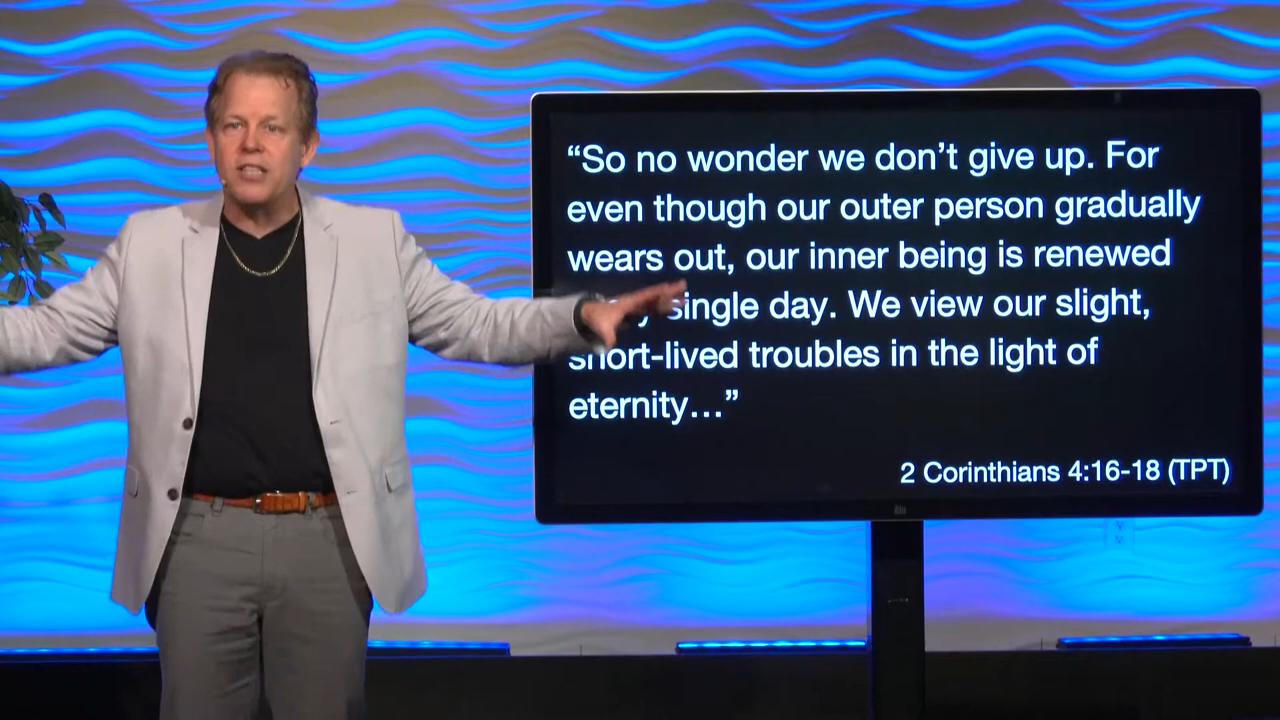 “So no wonder we don’t give up. For
even though our outer person gradually
wears out, our inner being is renewed
single day. We view our slight,
short-lived troubles in the light of
eternity…”
2 Corinthians 4:16-18 (TPT)